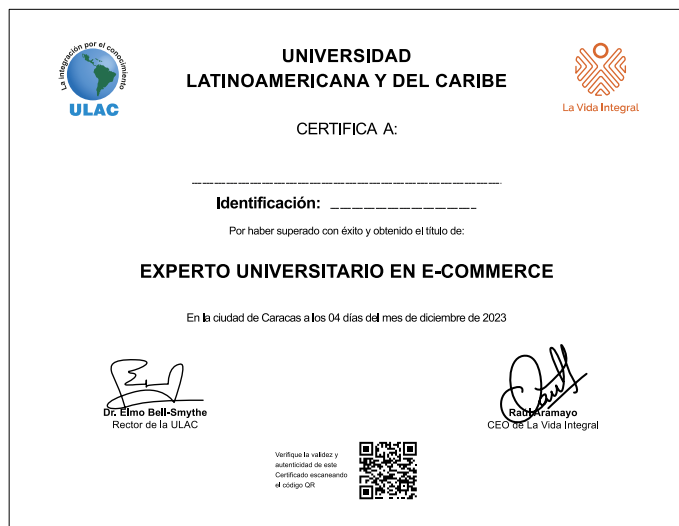 La integración por el conocimiento
ULAC
UNIVERSIDAD
LATINOAMERICANA Y DEL CARIBE
La Vida Integral
CERTIFICA A:
Identificación:
Por haber superado con éxito y obtenido el título de:
EXPERTO UNIVERSITARIO EN E-COMMERCE
En la ciudad de Caracas a los 04 días del mes de diciembre de 2023
Dr. Elmo Bell-Smythe
Rector de la ULAC
Raúl Aramayo
CEO de La Vida Integral
Verifique la validez y
autenticidad de este
Certificado escaneando
el código QR